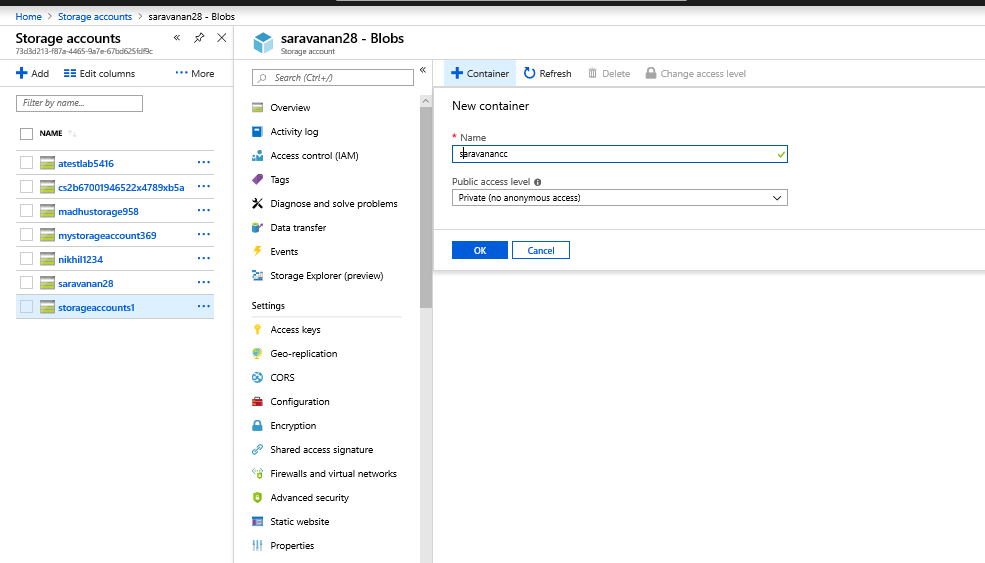 Home > Storage accounts > saravanan28 - Blobs
Storage accounts
73d3d213-f87a-4465-9a7e-67bd625fdf9c
Add Edit columns ··· More
Filter by name...
NAME
atestlab5416 ···
cs2b67001946522x4789xb5a ···
madhustorage958 ···
mystorageaccount369 ···
nikhil1234 ···
saravanan28 ···
storageaccounts1 ···
saravanan28 - Blobs
Storage account
Search (Ctrl+/)
Overview
Activity log
Access control (IAM)
Tags
Diagnose and solve problems
Data transfer
Events
Storage Explorer (preview)
Settings
Access keys
Geo-replication
CORS
Configuration
Encryption
Shared access signature
Firewalls and virtual networks
Advanced security
Static website
Properties
Container Refresh Delete Change access level
New container
* Name
saravanancc
Public access level
Private (no anonymous access)
OK Cancel